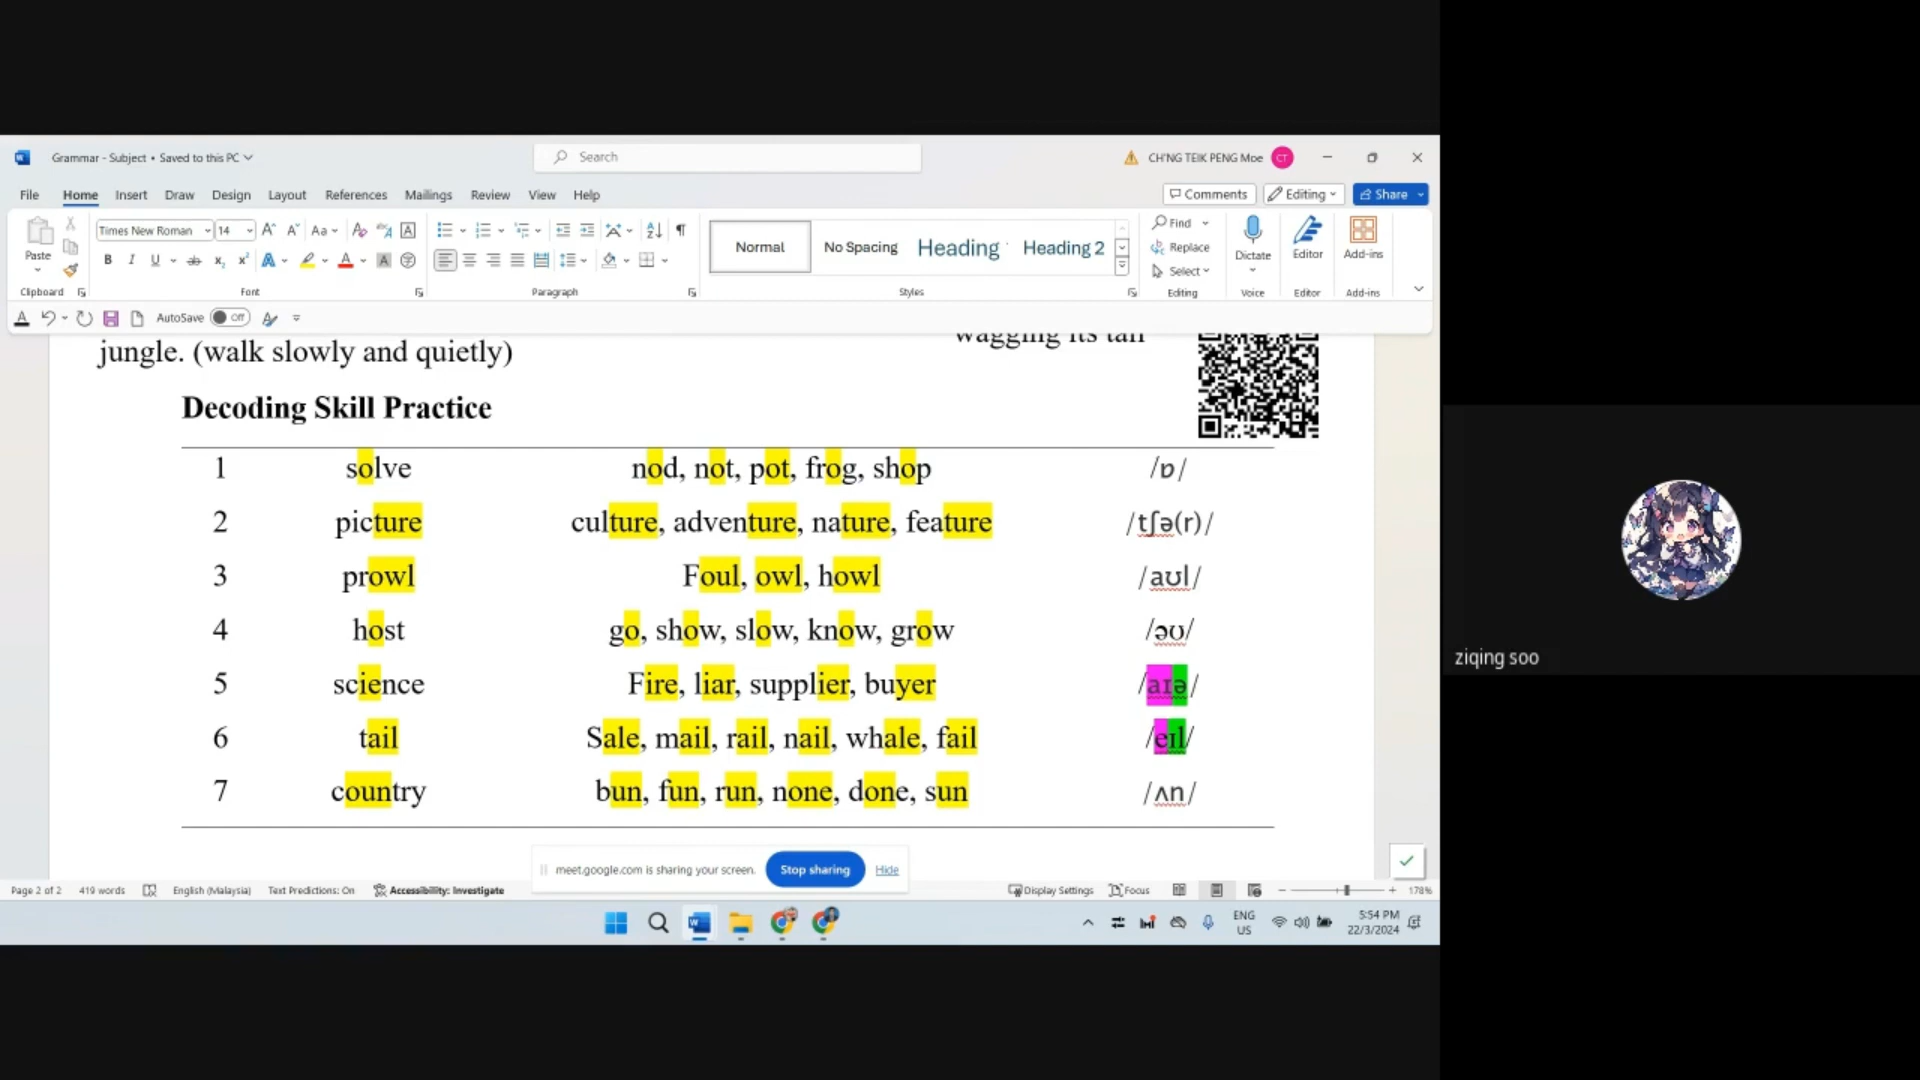 Grammar - Subject • Saved to this PC
Search
CH'NG TEIK PENG Moe CT
File Home Insert Draw Design Layout References Mailings Review View Help
Comments Editing Share
Times New Roman 14 Aa
Paste
B I U ab x₂ x² A A A
Normal No Spacing Heading Heading 2
Find
Replace
Select
Dictate Editor Add-ins
Clipboard Font Paragraph Styles Editing Voice Editor Add-ins
AutoSave Off
wagging its tail
jungle. (walk slowly and quietly)
Decoding Skill Practice
1 solve nod, not, pot, frog, shop /ɒ/
2 picture culture, adventure, nature, feature /tʃə(r)/
3 prowl Foul, owl, howl /aʊl/
4 host go, show, slow, know, grow /əʊ/
5 science Fire, liar, supplier, buyer /aɪə/
6 tail Sale, mail, rail, nail, whale, fail /eɪl/
7 country bun, fun, run, none, done, sun /ʌn/
meet.google.com is sharing your screen. Stop sharing Hide
Page 2 of 2 419 words English (Malaysia) Text Predictions: On Accessibility: Investigate Display Settings Focus 178%
ENG US
5:54 PM
22/3/2024
ziqing soo